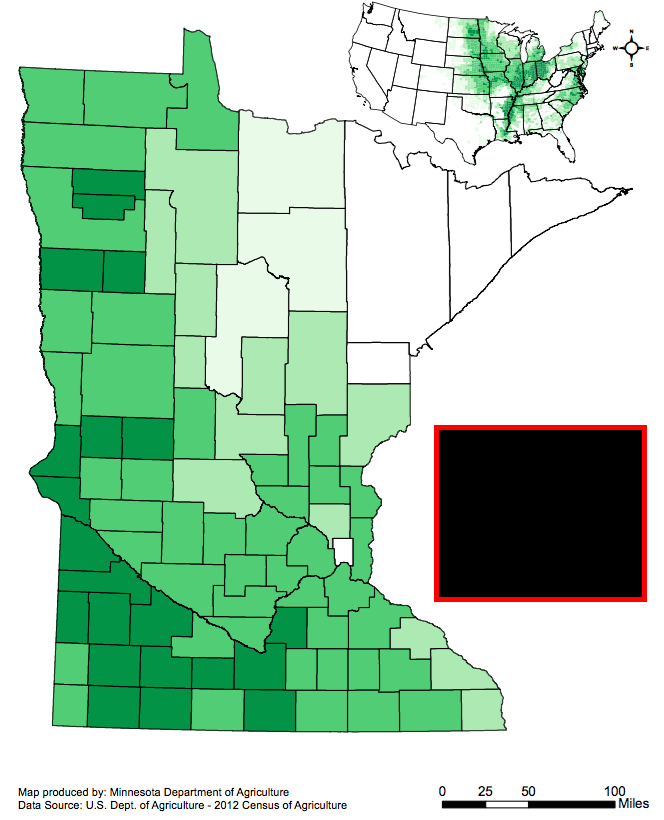 N
W E
S
Map produced by: Minnesota Department of Agriculture
Data Source: U.S. Dept. of Agriculture - 2012 Census of Agriculture
0 25 50 100
Miles